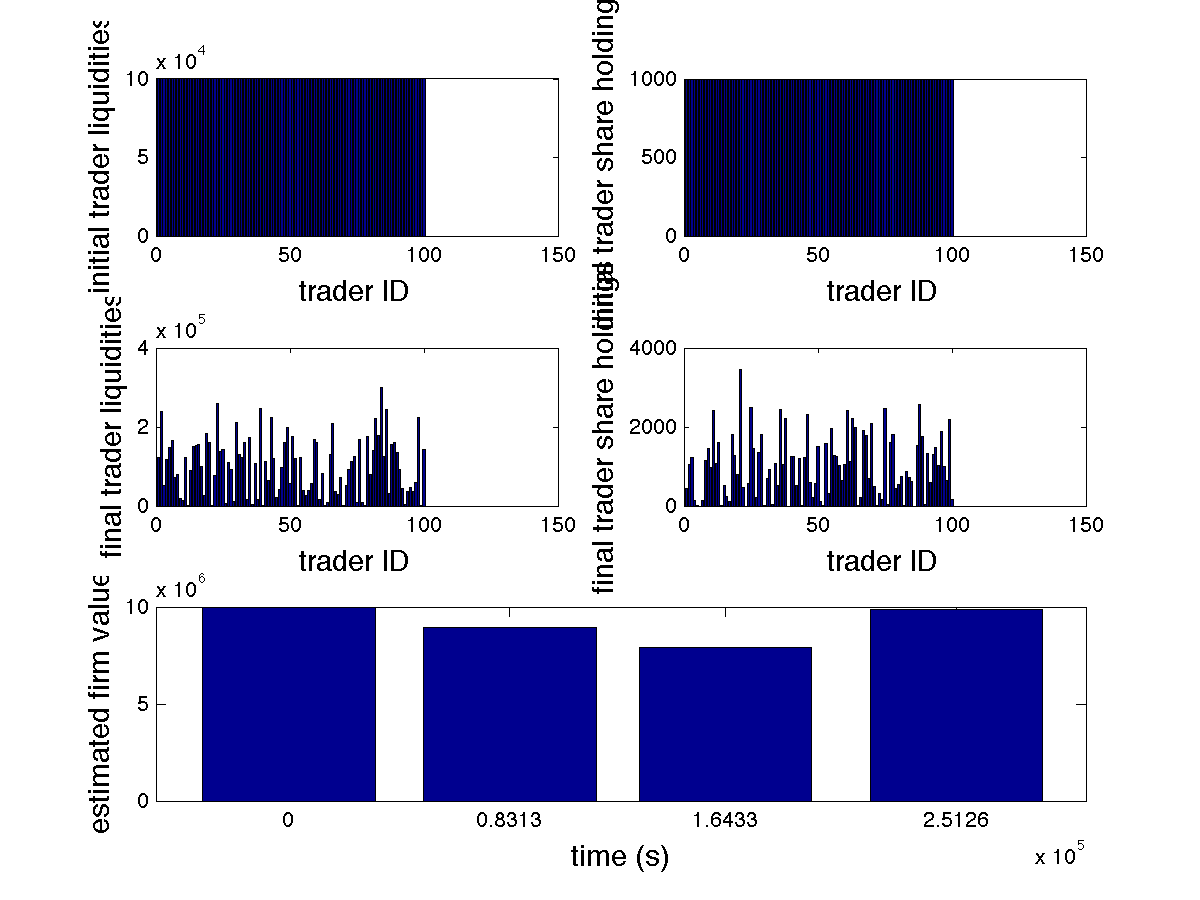 initial trader liquidities
x 10^4
10
5
0
0 50 100 150
trader ID
trader share holding
1000
500
0
0 50 100 150
trader ID
final trader liquidities
x 10^5
4
2
0
0 50 100 150
trader ID
final trader share holdings
4000
2000
0
0 50 100 150
trader ID
estimated firm value
x 10^6
10
5
0
0 0.8313 1.6433 2.5126
time (s)
x 10^5